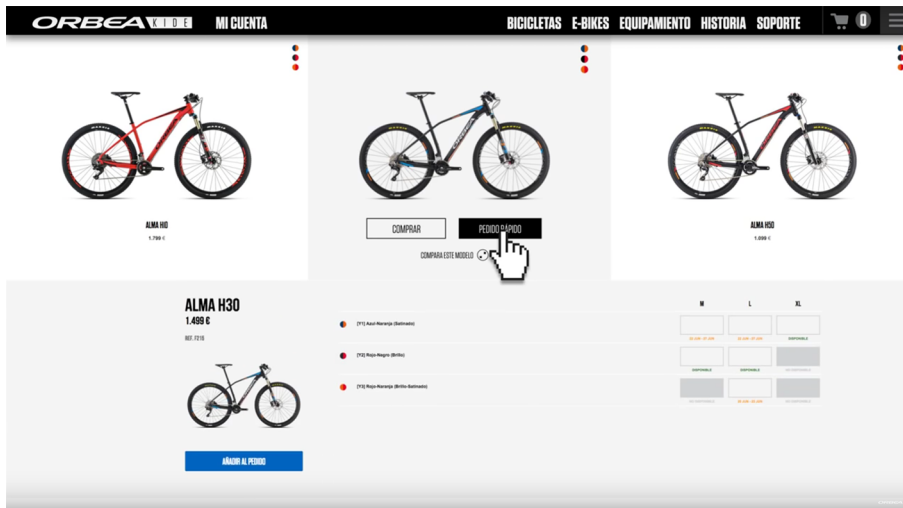 ORBEA KIDE MI CUENTA BICICLETAS E-BIKES EQUIPAMIENTO HISTORIA SOPORTE 0
ALMA H10
1.799 €
COMPRAR
PEDIDO RÁPIDO
COMPARA ESTE MODELO
ALMA H50
1.099 €
ALMA H30
1.499 €
REF. F218
M L XL
[Y1] Azul-Naranja (Satinado)
DISPONIBLE
[Y2] Rojo-Negro (Brillo)
DISPONIBLE DISPONIBLE
[Y3] Rojo-Naranja (Brillo-Satinado)
AÑADIR AL PEDIDO